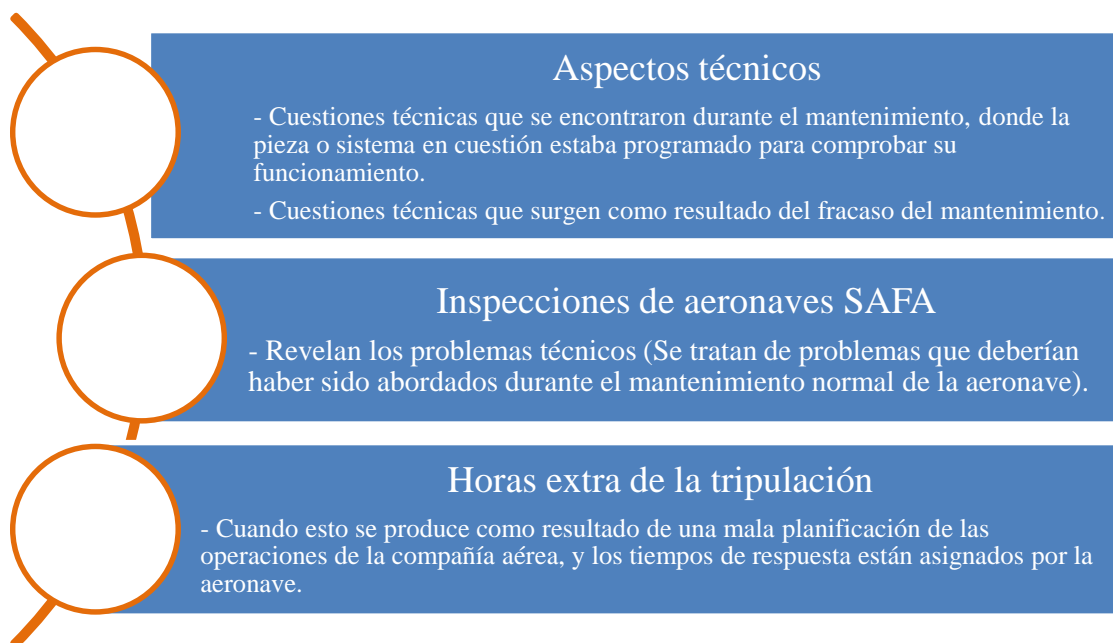 Aspectos técnicos
- Cuestiones técnicas que se encontraron durante el mantenimiento, donde la
pieza o sistema en cuestión estaba programado para comprobar su
funcionamiento.
- Cuestiones técnicas que surgen como resultado del fracaso del mantenimiento.
Inspecciones de aeronaves SAFA
- Revelan los problemas técnicos (Se tratan de problemas que deberían
haber sido abordados durante el mantenimiento normal de la aeronave).
Horas extra de la tripulación
- Cuando esto se produce como resultado de una mala planificación de las
operaciones de la compañía aérea, y los tiempos de respuesta están asignados por la
aeronave.